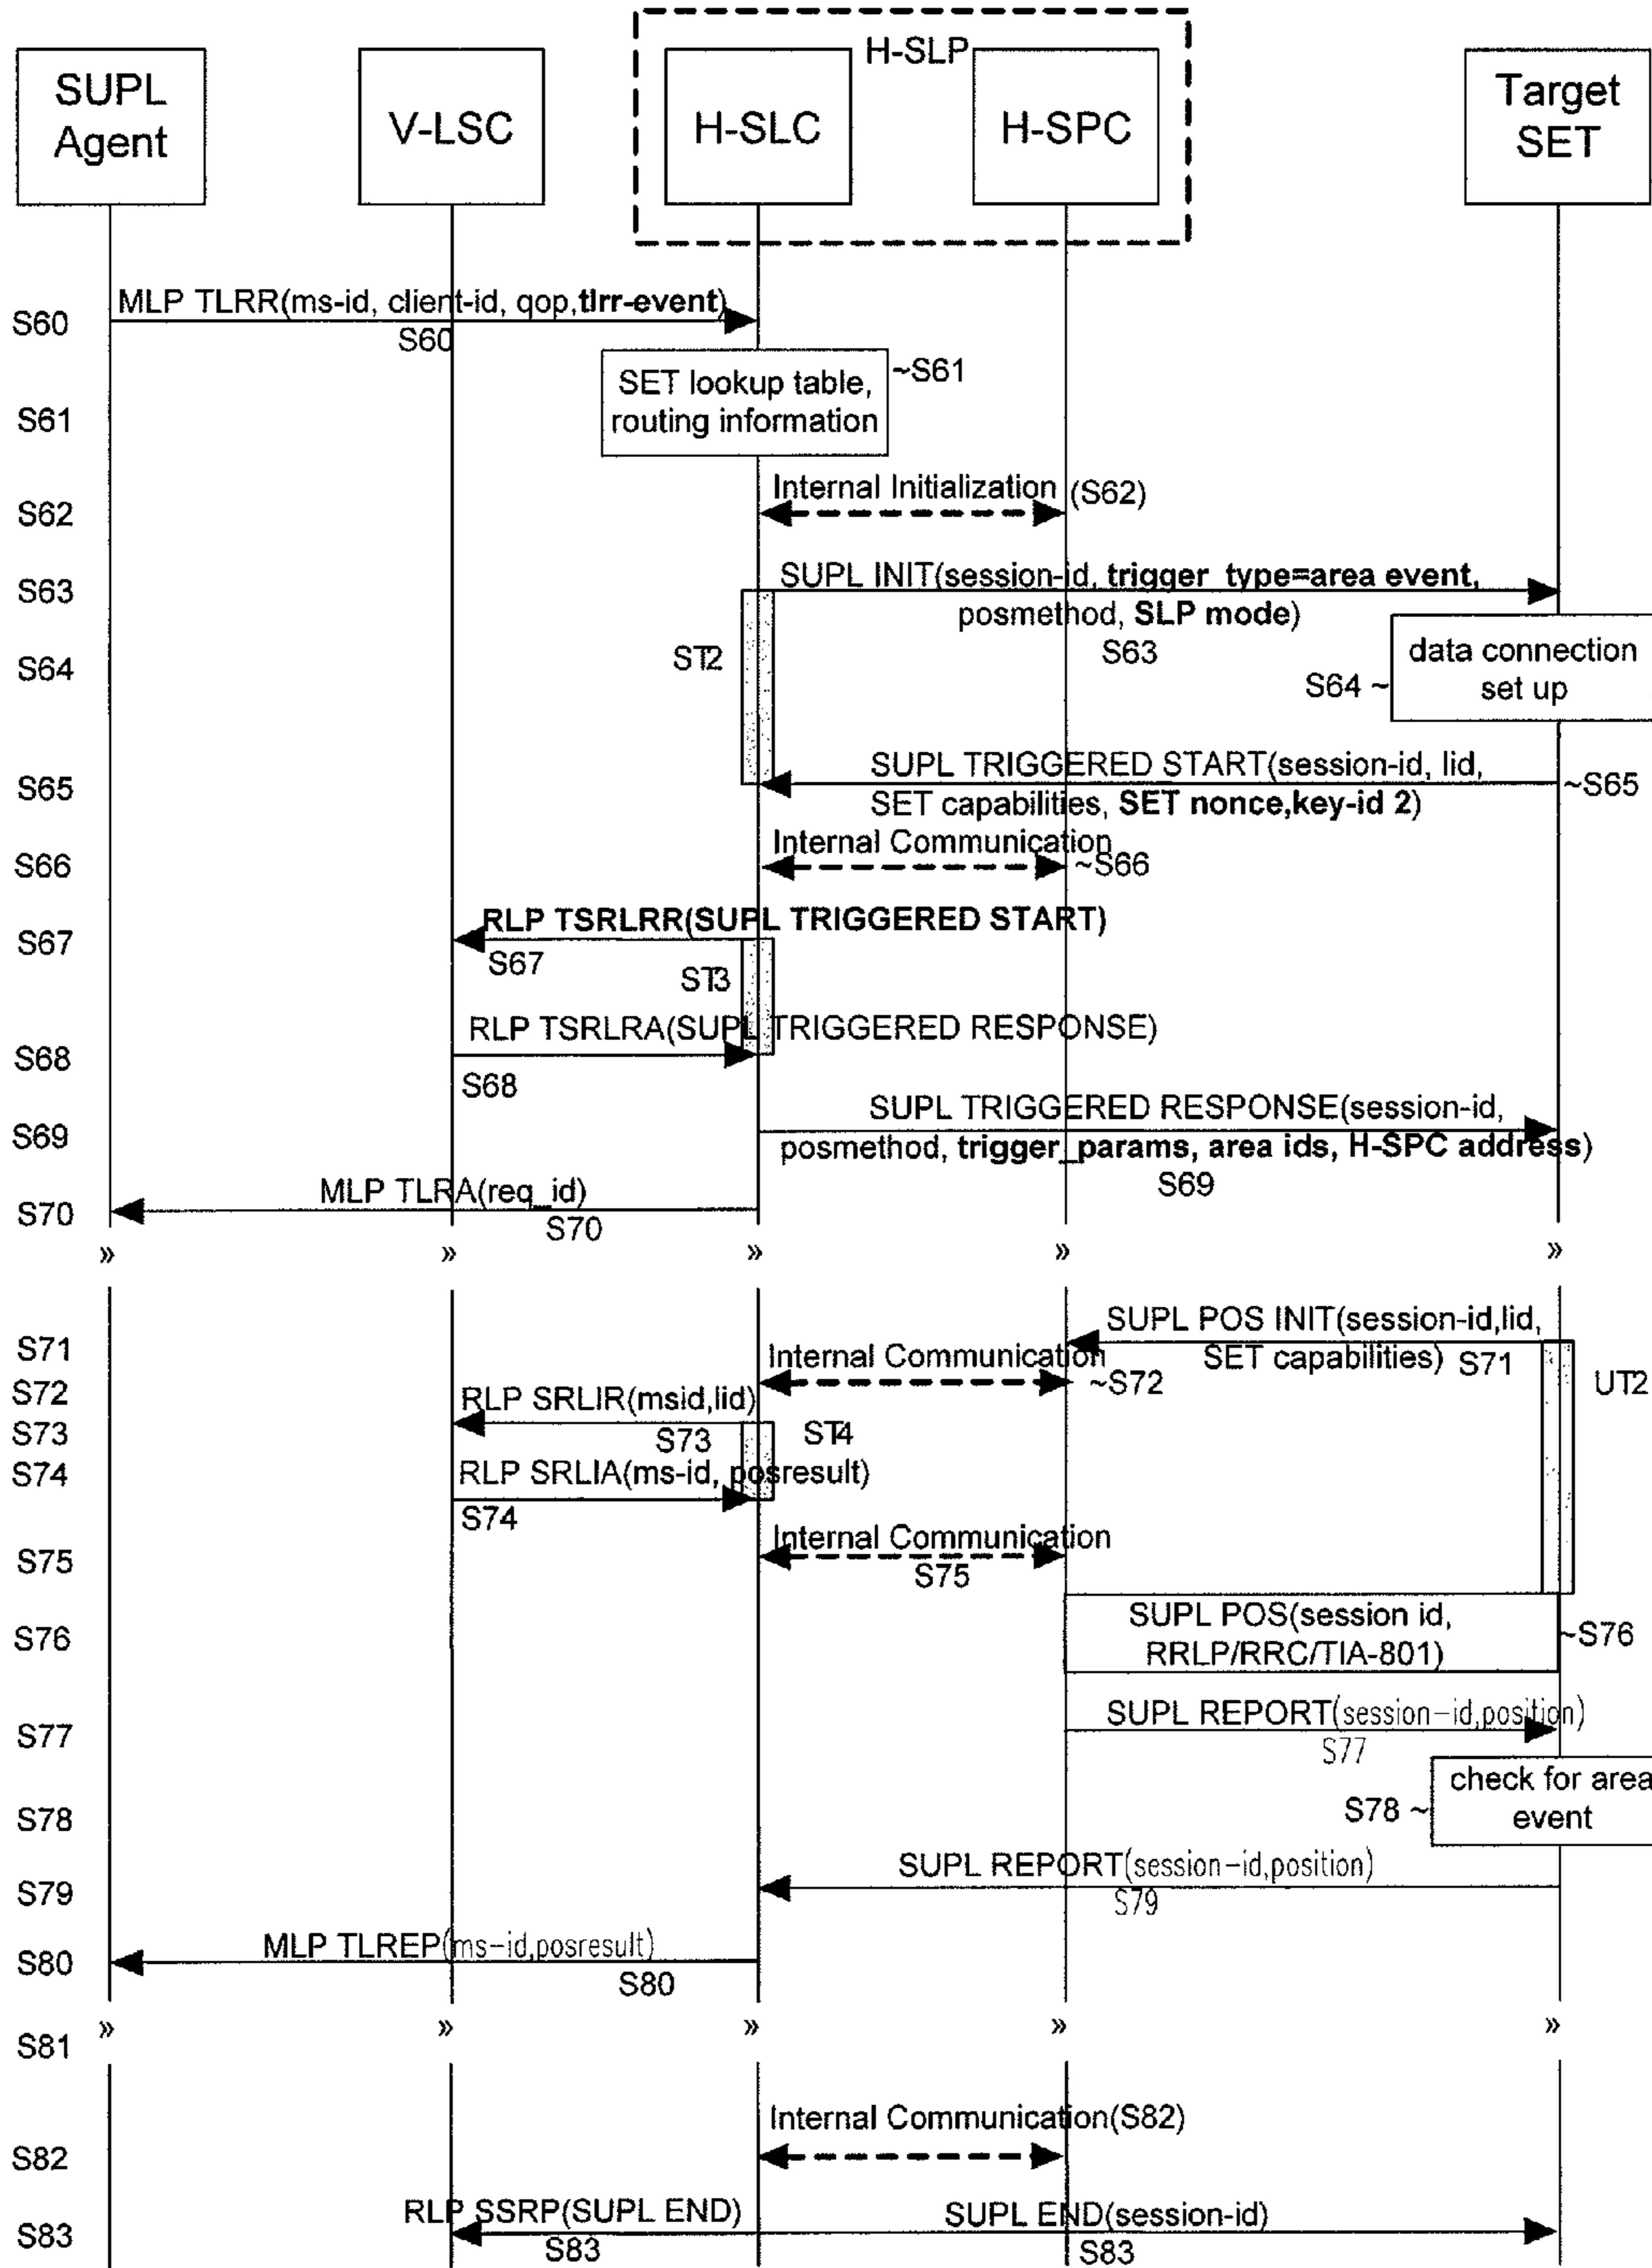 H-SLP
SUPL
Agent
V-LSC
H-SLC
H-SPC
Target
SET
MLP TLRR(ms-id, client-id, qop,tlrr-event)
S60
S60
~S61
SET lookup table,
routing information
S61
Internal Initialization (S62)
S62
SUPL INIT(session-id, trigger_type=area event,
S63
posmethod, SLP mode)
S63
ST2
data connection
set up
S64
S64 ~
SUPL TRIGGERED START(session-id, lid,
S65
~S65
SET capabilities, SET nonce,key-id 2)
Internal Communication
S66
~S66
RLP TSRLRR(SUPL TRIGGERED START)
S67
S67
ST3
RLP TSRLRA(SUPL TRIGGERED RESPONSE)
S68
S68
SUPL TRIGGERED RESPONSE(session-id,
S69
posmethod, trigger_params, area ids, H-SPC address)
S69
MLP TLRA(req_id)
S70
S70
» » » » »
SUPL POS INIT(session-id,lid,
S71
SET capabilities) S71
UT2
Internal Communication
S72
~S72
RLP SRLIR(msid,lid)
S73
S73
ST4
S74
RLP SRLIA(ms-id, posresult)
S74
Internal Communication
S75
S75
SUPL POS(session id,
RRLP/RRC/TIA-801)
S76
~S76
SUPL REPORT(session-id,position)
S77
S77
check for area
event
S78
S78 ~
SUPL REPORT(session-id,position)
S79
S79
MLP TLREP(ms-id,posresult)
S80
S80
» » » » »
S81
Internal Communication(S82)
S82
RLP SSRP(SUPL END)
SUPL END(session-id)
S83
S83
S83